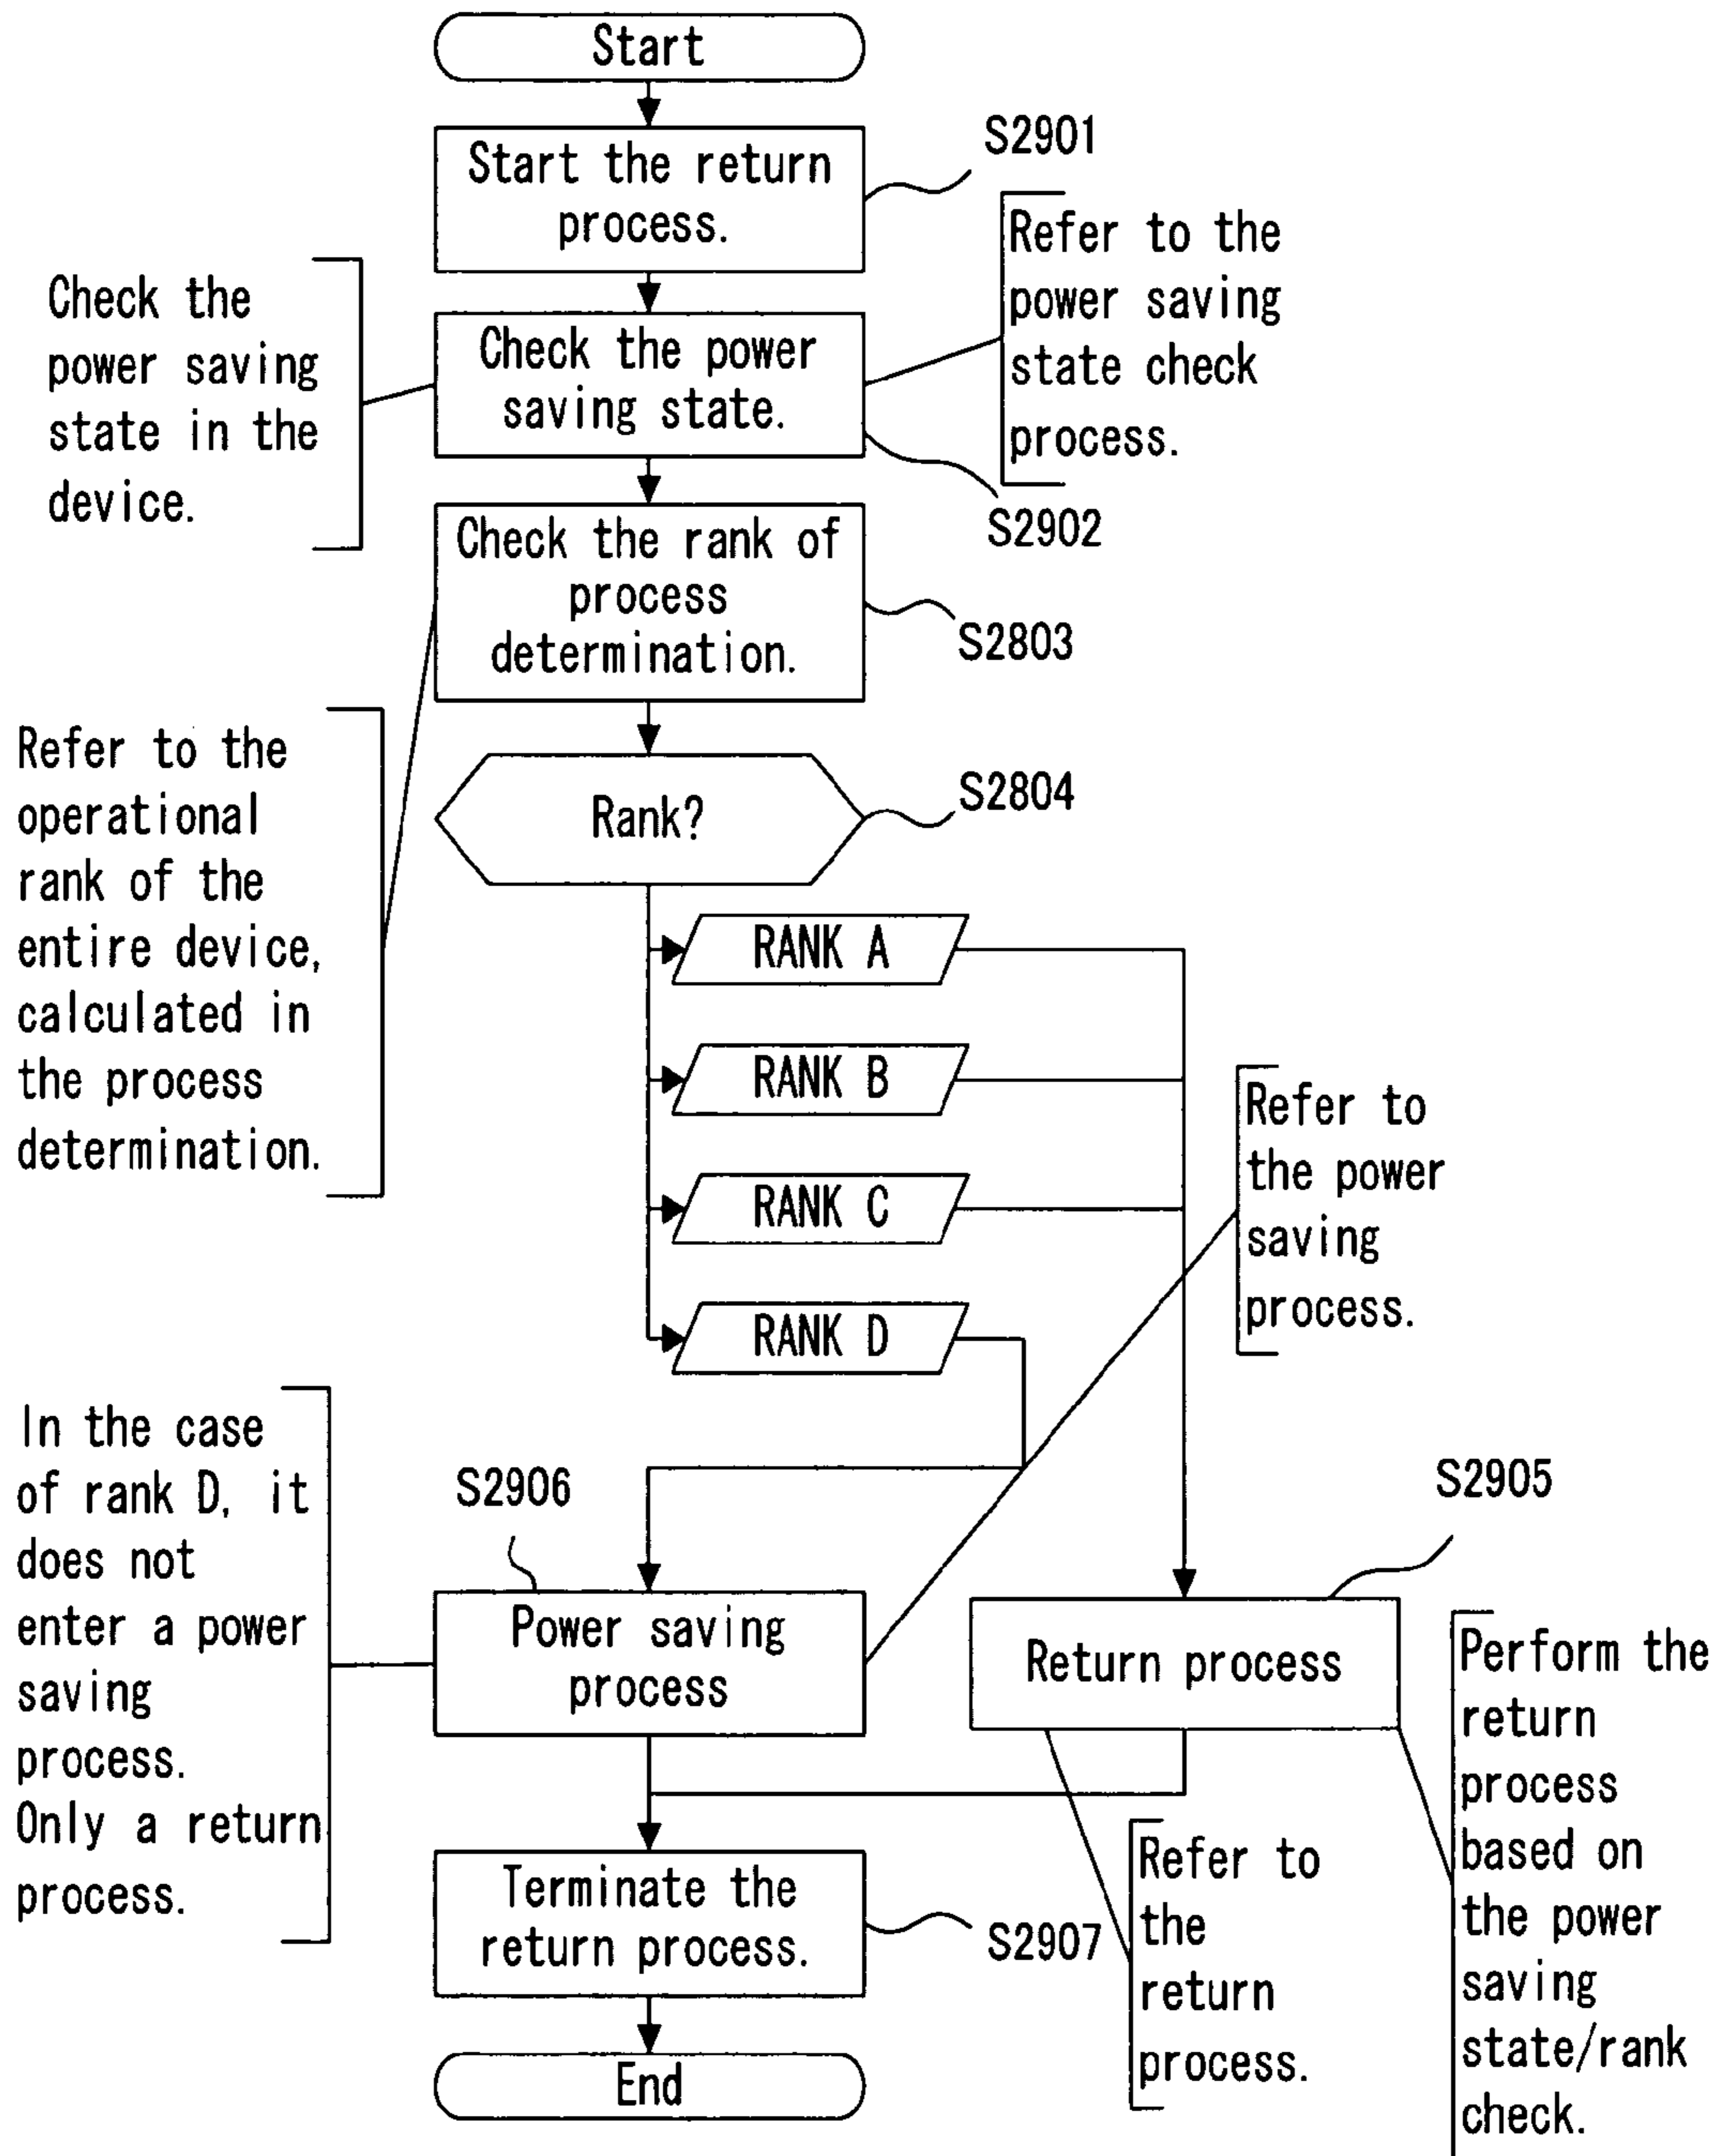 Start
Start the return
process.
S2901
Check the
power saving
state in the
device.
Check the power
saving state.
Refer to the
power saving
state check
process.
S2902
Check the rank of
process
determination.
S2803
Refer to the
operational
rank of the
entire device,
calculated in
the process
determination.
Rank?
S2804
RANK A
RANK B
RANK C
RANK D
Refer to
the power
saving
process.
In the case
of rank D, it
does not
enter a power
saving
process.
Only a return
process.
S2906
Power saving
process
S2905
Return process
Perform the
return
process
based on
the power
saving
state/rank
check.
Refer to
the
return
process.
Terminate the
return process.
S2907
End